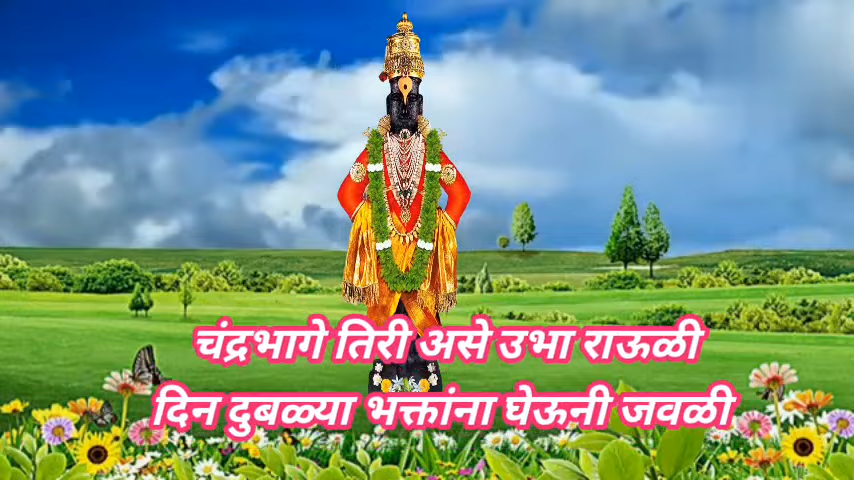 चंद्रभागे तिरी असे उभा राऊळी
दिन दुबळ्या भक्तांना घेऊनी जवळी